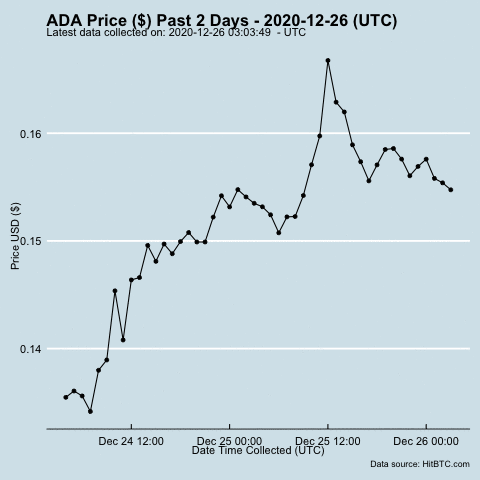 ADA Price ($) Past 2 Days - 2020-12-26 (UTC)
Latest data collected on: 2020-12-26 03:03:49  - UTC
0.16
0.15
0.14
Price USD ($)
Dec 24 12:00 Dec 25 00:00 Dec 25 12:00 Dec 26 00:00
Date Time Collected (UTC)
Data source: HitBTC.com